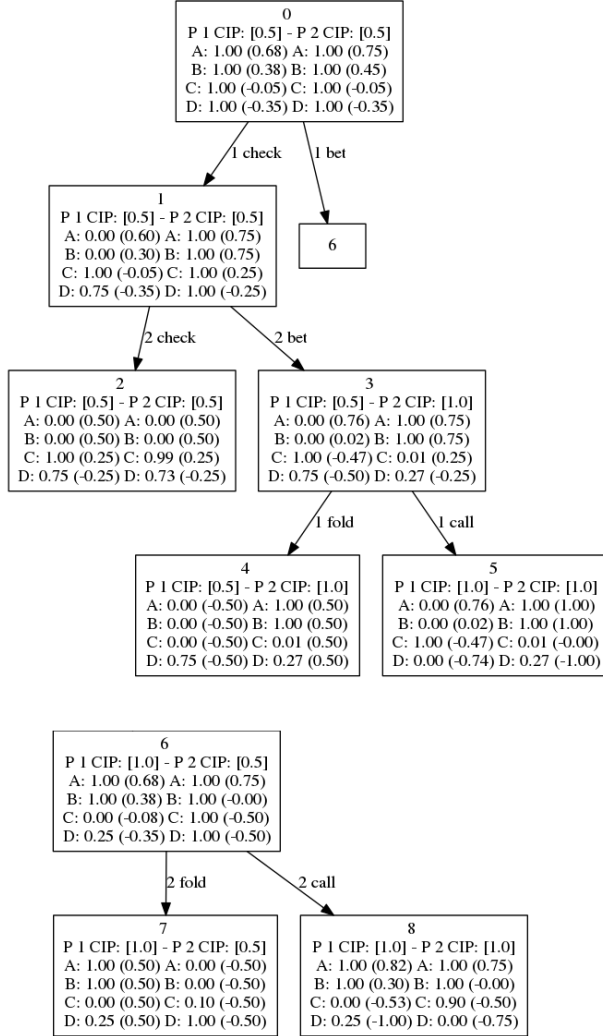 0
P 1 CIP: [0.5] - P 2 CIP: [0.5]
A: 1.00 (0.68) A: 1.00 (0.75)
B: 1.00 (0.38) B: 1.00 (0.45)
C: 1.00 (-0.05) C: 1.00 (-0.05)
D: 1.00 (-0.35) D: 1.00 (-0.35)
1 check
1 bet
1
P 1 CIP: [0.5] - P 2 CIP: [0.5]
A: 0.00 (0.60) A: 1.00 (0.75)
B: 0.00 (0.30) B: 1.00 (0.75)
C: 1.00 (-0.05) C: 1.00 (0.25)
D: 0.75 (-0.35) D: 1.00 (-0.25)
6
2 check
2 bet
2
P 1 CIP: [0.5] - P 2 CIP: [0.5]
A: 0.00 (0.50) A: 0.00 (0.50)
B: 0.00 (0.50) B: 0.00 (0.50)
C: 1.00 (0.25) C: 0.99 (0.25)
D: 0.75 (-0.25) D: 0.73 (-0.25)
3
P 1 CIP: [0.5] - P 2 CIP: [1.0]
A: 0.00 (0.76) A: 1.00 (0.75)
B: 0.00 (0.02) B: 1.00 (0.75)
C: 1.00 (-0.47) C: 0.01 (0.25)
D: 0.75 (-0.50) D: 0.27 (-0.25)
1 fold
1 call
4
P 1 CIP: [0.5] - P 2 CIP: [1.0]
A: 0.00 (-0.50) A: 1.00 (0.50)
B: 0.00 (-0.50) B: 1.00 (0.50)
C: 0.00 (-0.50) C: 0.01 (0.50)
D: 0.75 (-0.50) D: 0.27 (0.50)
5
P 1 CIP: [1.0] - P 2 CIP: [1.0]
A: 0.00 (0.76) A: 1.00 (1.00)
B: 0.00 (0.02) B: 1.00 (1.00)
C: 1.00 (-0.47) C: 0.01 (-0.00)
D: 0.00 (-0.74) D: 0.27 (-1.00)
6
P 1 CIP: [1.0] - P 2 CIP: [0.5]
A: 1.00 (0.68) A: 1.00 (0.75)
B: 1.00 (0.38) B: 1.00 (-0.00)
C: 0.00 (-0.08) C: 1.00 (-0.50)
D: 0.25 (-0.35) D: 1.00 (-0.50)
2 fold
2 call
7
P 1 CIP: [1.0] - P 2 CIP: [0.5]
A: 1.00 (0.50) A: 0.00 (-0.50)
B: 1.00 (0.50) B: 0.00 (-0.50)
C: 0.00 (0.50) C: 0.10 (-0.50)
D: 0.25 (0.50) D: 1.00 (-0.50)
8
P 1 CIP: [1.0] - P 2 CIP: [1.0]
A: 1.00 (0.82) A: 1.00 (0.75)
B: 1.00 (0.30) B: 1.00 (-0.00)
C: 0.00 (-0.53) C: 0.90 (-0.50)
D: 0.25 (-1.00) D: 0.00 (-0.75)